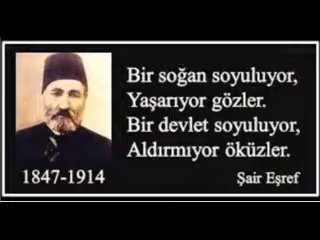 Bir soğan soyuluyor,
Yaşarıyor gözler.
Bir devlet soyuluyor,
Aldırmıyor öküzler.
1847-1914
Şair Eşref